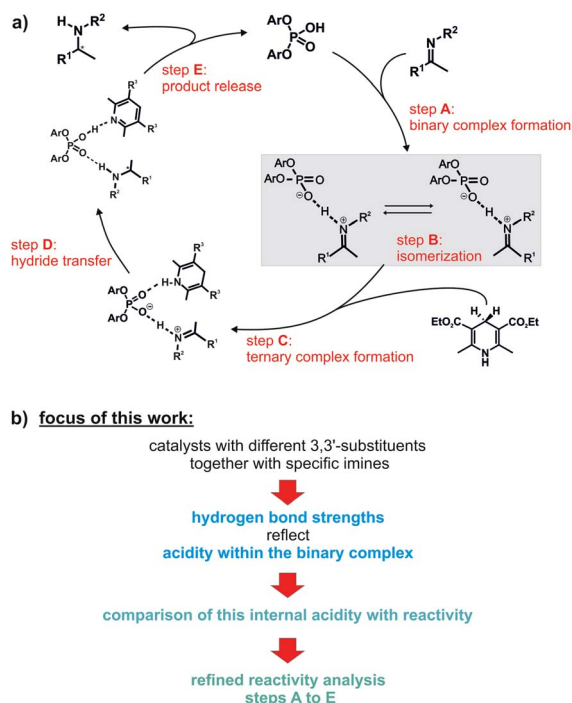 a)
H
N
R²
R¹
*
step E:
product release
ArO
ArO
P
OH
O
N
R²
R¹
step A:
binary complex formation
ArO
ArO
P
O
O
⊖
H
⊕
N
R²
R¹
ArO
ArO
P
O
O
⊖
H
R²
⊕
N
R¹
step B:
isomerization
R³
R³
N
H
O
ArO
ArO
P
O
H
N
R²
*
R¹
step D:
hydride transfer
R³
R³
N
H
ArO
ArO
P
O
O
⊖
H
⊕
N
R²
R¹
step C:
ternary complex formation
H
H
EtO₂C
CO₂Et
N
H
b) focus of this work:
catalysts with different 3,3'-substituents
together with specific imines
hydrogen bond strengths
reflect
acidity within the binary complex
comparison of this internal acidity with reactivity
refined reactivity analysis
steps A to E